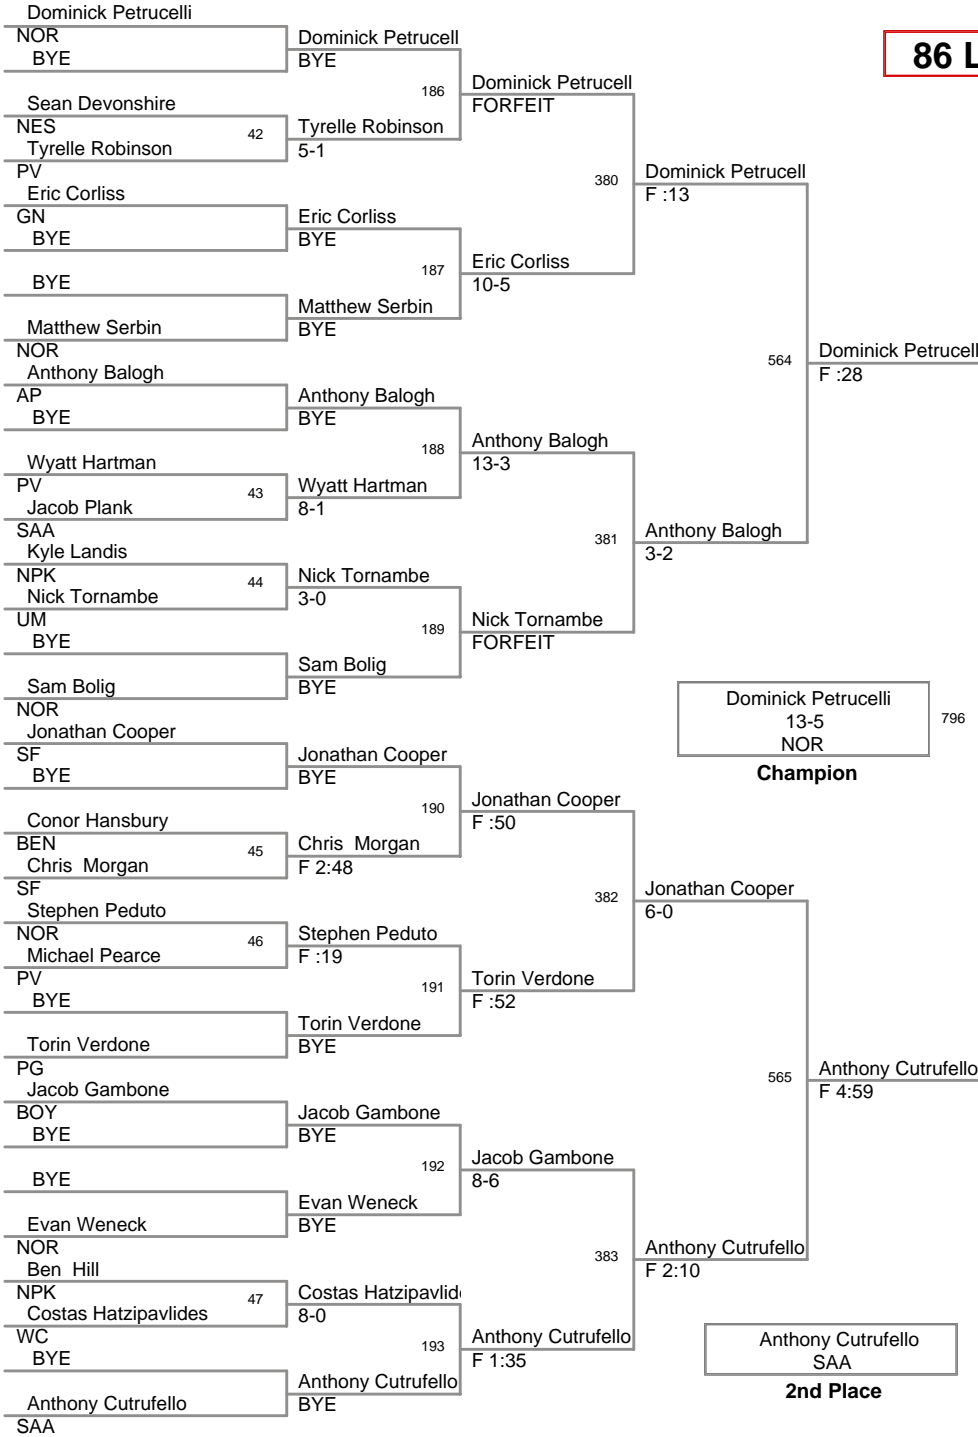 Dominick Petrucelli
NOR
BYE
Sean Devonshire
NES
42
Tyrelle Robinson
PV
Eric Corliss
GN
BYE
BYE
Matthew Serbin
NOR
Anthony Balogh
AP
BYE
Wyatt Hartman
PV
43
Jacob Plank
SAA
Kyle Landis
NPK
44
Nick Tornambe
UM
BYE
Sam Bolig
NOR
Jonathan Cooper
SF
BYE
Conor Hansbury
BEN
45
Chris Morgan
SF
Stephen Peduto
NOR
46
Michael Pearce
PV
BYE
Torin Verdone
PG
Jacob Gambone
BOY
BYE
BYE
Evan Weneck
NOR
Ben Hill
NPK
47
Costas Hatzipavlides
WC
BYE
Anthony Cutrufello
SAA
Dominick Petrucell
BYE
186
Tyrelle Robinson
5-1
Eric Corliss
BYE
187
Matthew Serbin
BYE
Anthony Balogh
BYE
188
Wyatt Hartman
8-1
Nick Tornambe
3-0
189
Sam Bolig
BYE
Jonathan Cooper
BYE
190
Chris Morgan
F 2:48
Stephen Peduto
F :19
191
Torin Verdone
BYE
Jacob Gambone
BYE
192
Evan Weneck
BYE
Costas Hatzipavlid
8-0
193
Anthony Cutrufello
BYE
Dominick Petrucell
FORFEIT
380
Eric Corliss
10-5
Anthony Balogh
13-3
381
Nick Tornambe
FORFEIT
Jonathan Cooper
F :50
382
Torin Verdone
F :52
Jacob Gambone
8-6
383
Anthony Cutrufello
F 1:35
Dominick Petrucell
F :13
564
Anthony Balogh
3-2
Jonathan Cooper
6-0
565
Anthony Cutrufello
F 2:10
86 L
Dominick Petrucell
F :28
Dominick Petrucelli
13-5
NOR
796
Champion
Anthony Cutrufello
F 4:59
Anthony Cutrufello
SAA
2nd Place